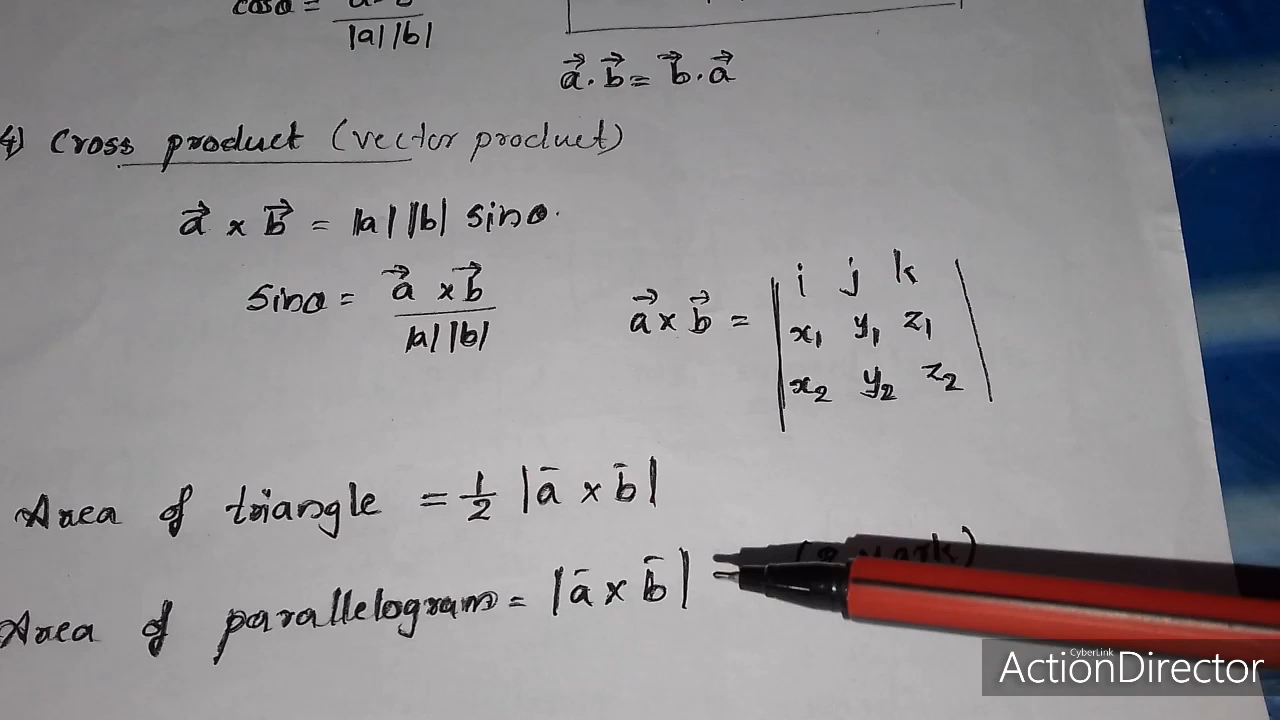 cosθ =
|a| |b|
a⃗ . b⃗ = b⃗ . a⃗
4) Cross product (vector product)
a⃗ x b⃗ = |a| |b| sinθ.
sinθ = a⃗ x b⃗
|a| |b|
a⃗ x b⃗ = | i j k |
| x₁ y₁ z₁ |
| x₂ y₂ z₂ |
Area of triangle = 1/2 |ā x b̄|
Area of parallelogram = |ā x b̄|
CyberLink
ActionDirector